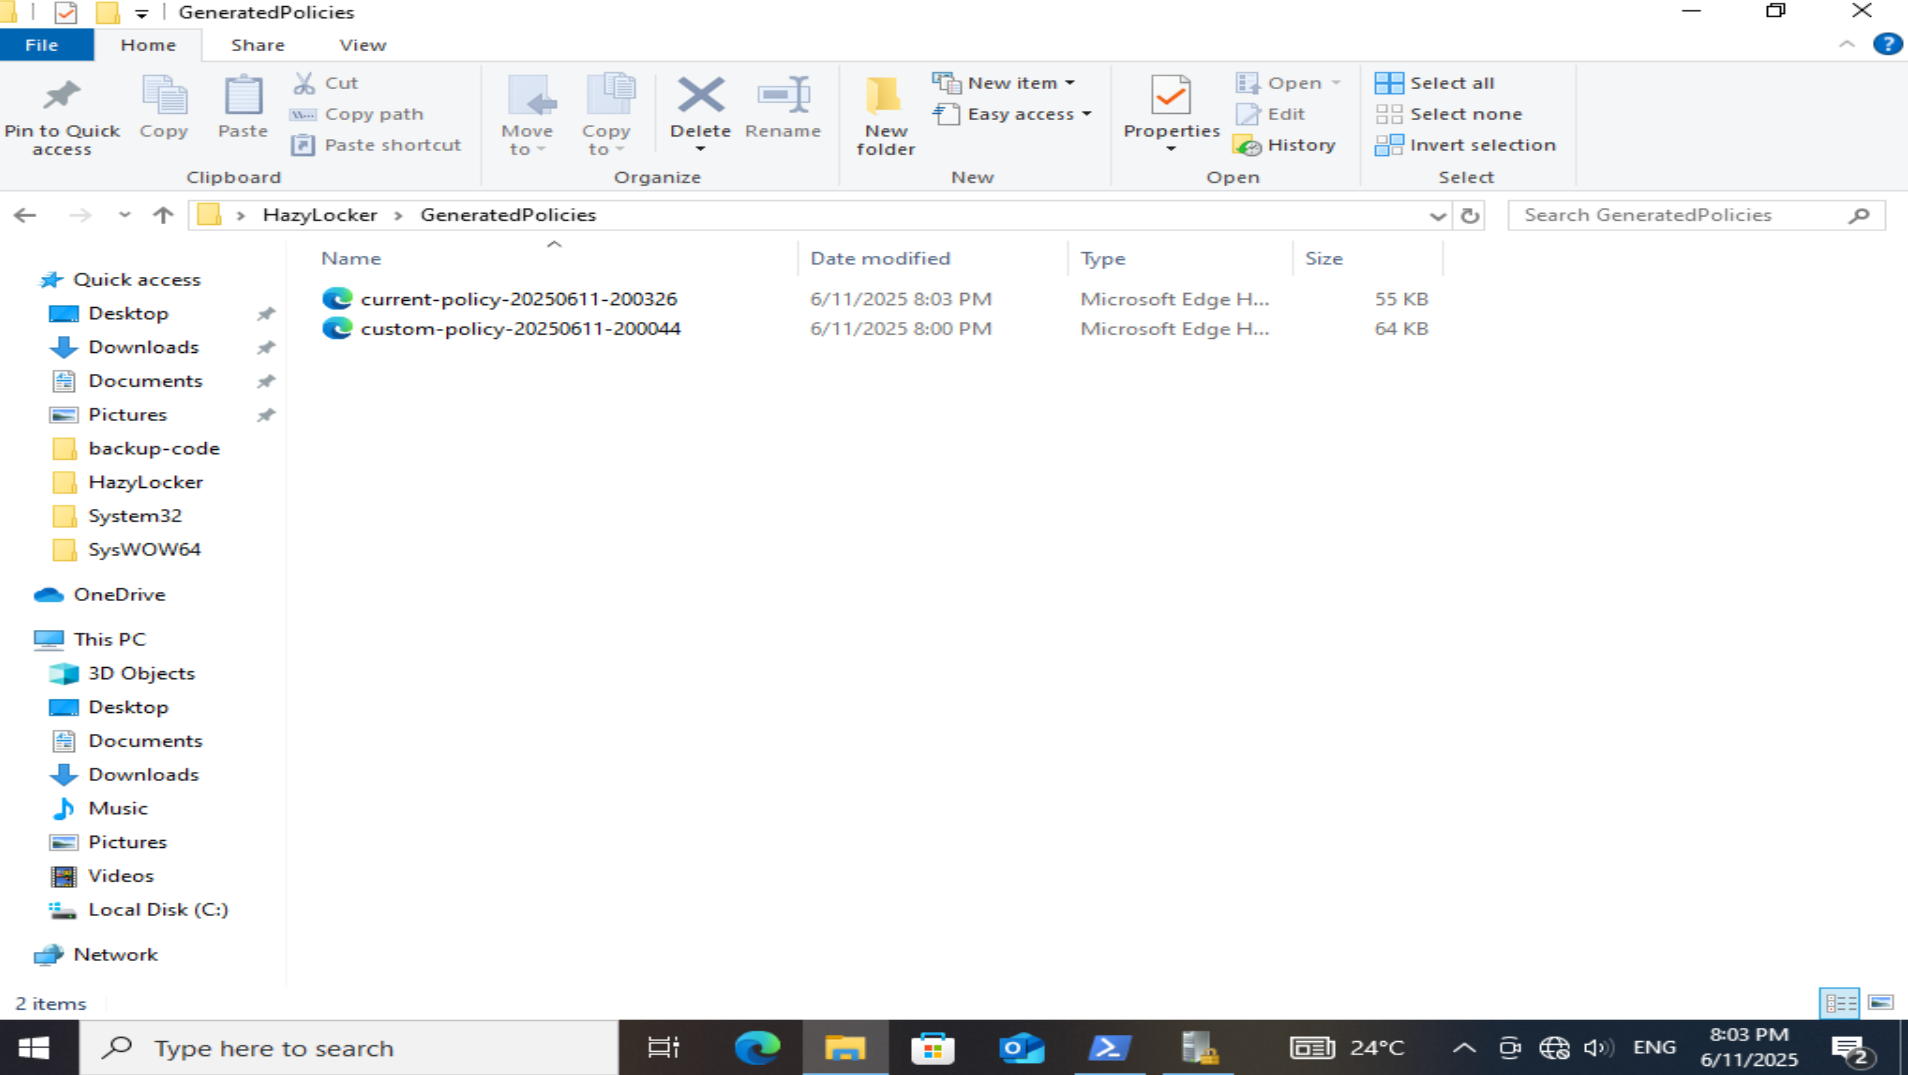 GeneratedPolicies
File Home Share View
Pin to Quick access
Copy
Paste
Cut
Copy path
Paste shortcut
Clipboard
Move to
Copy to
Delete
Rename
Organize
New folder
New item
Easy access
New
Properties
Open
Edit
History
Open
Select all
Select none
Invert selection
Select
HazyLocker > GeneratedPolicies
Search GeneratedPolicies
Name Date modified Type Size
current-policy-20250611-200326 6/11/2025 8:03 PM Microsoft Edge H... 55 KB
custom-policy-20250611-200044 6/11/2025 8:00 PM Microsoft Edge H... 64 KB
Quick access
Desktop
Downloads
Documents
Pictures
backup-code
HazyLocker
System32
SysWOW64
OneDrive
This PC
3D Objects
Desktop
Documents
Downloads
Music
Pictures
Videos
Local Disk (C:)
Network
2 items
Type here to search
24°C
ENG
8:03 PM
6/11/2025
2